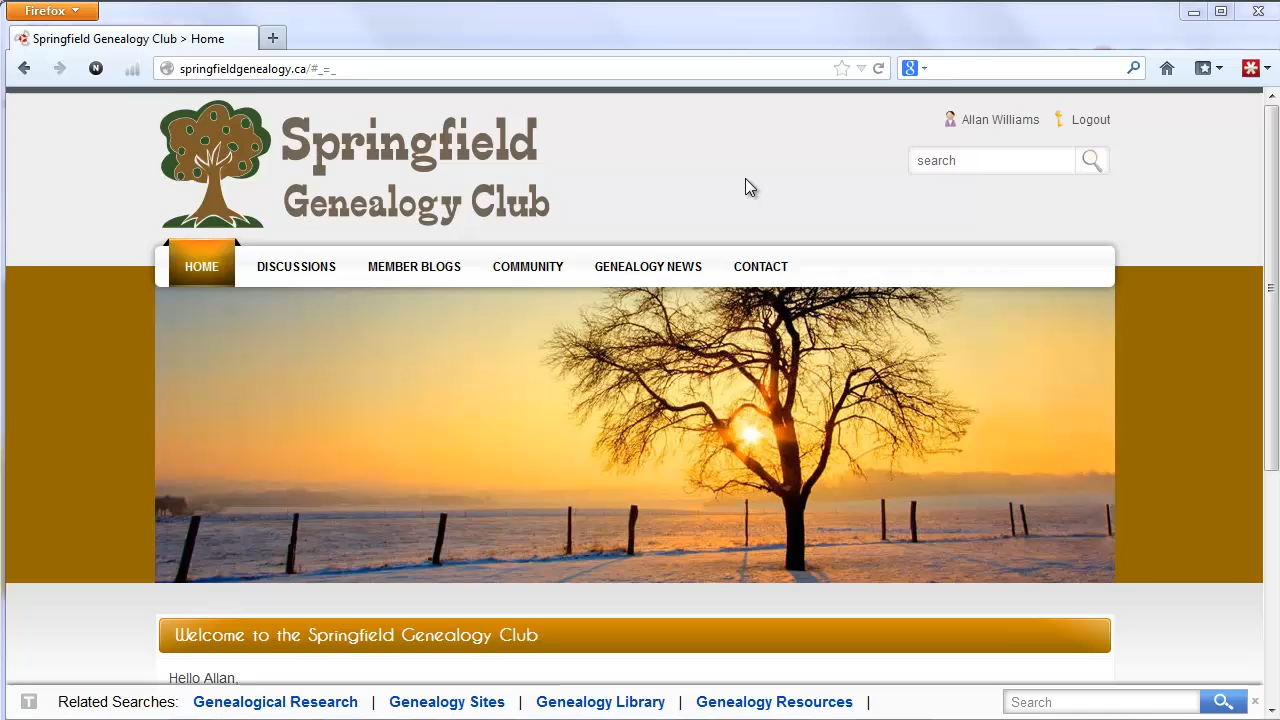 Firefox
Springfield Genealogy Club > Home
springfieldgenealogy.ca/#_=_
Allan Williams
Logout
search
Springfield
Genealogy Club
HOME
DISCUSSIONS
MEMBER BLOGS
COMMUNITY
GENEALOGY NEWS
CONTACT
Welcome to the Springfield Genealogy Club
Hello Allan,
Related Searches: Genealogical Research | Genealogy Sites | Genealogy Library | Genealogy Resources |
Search